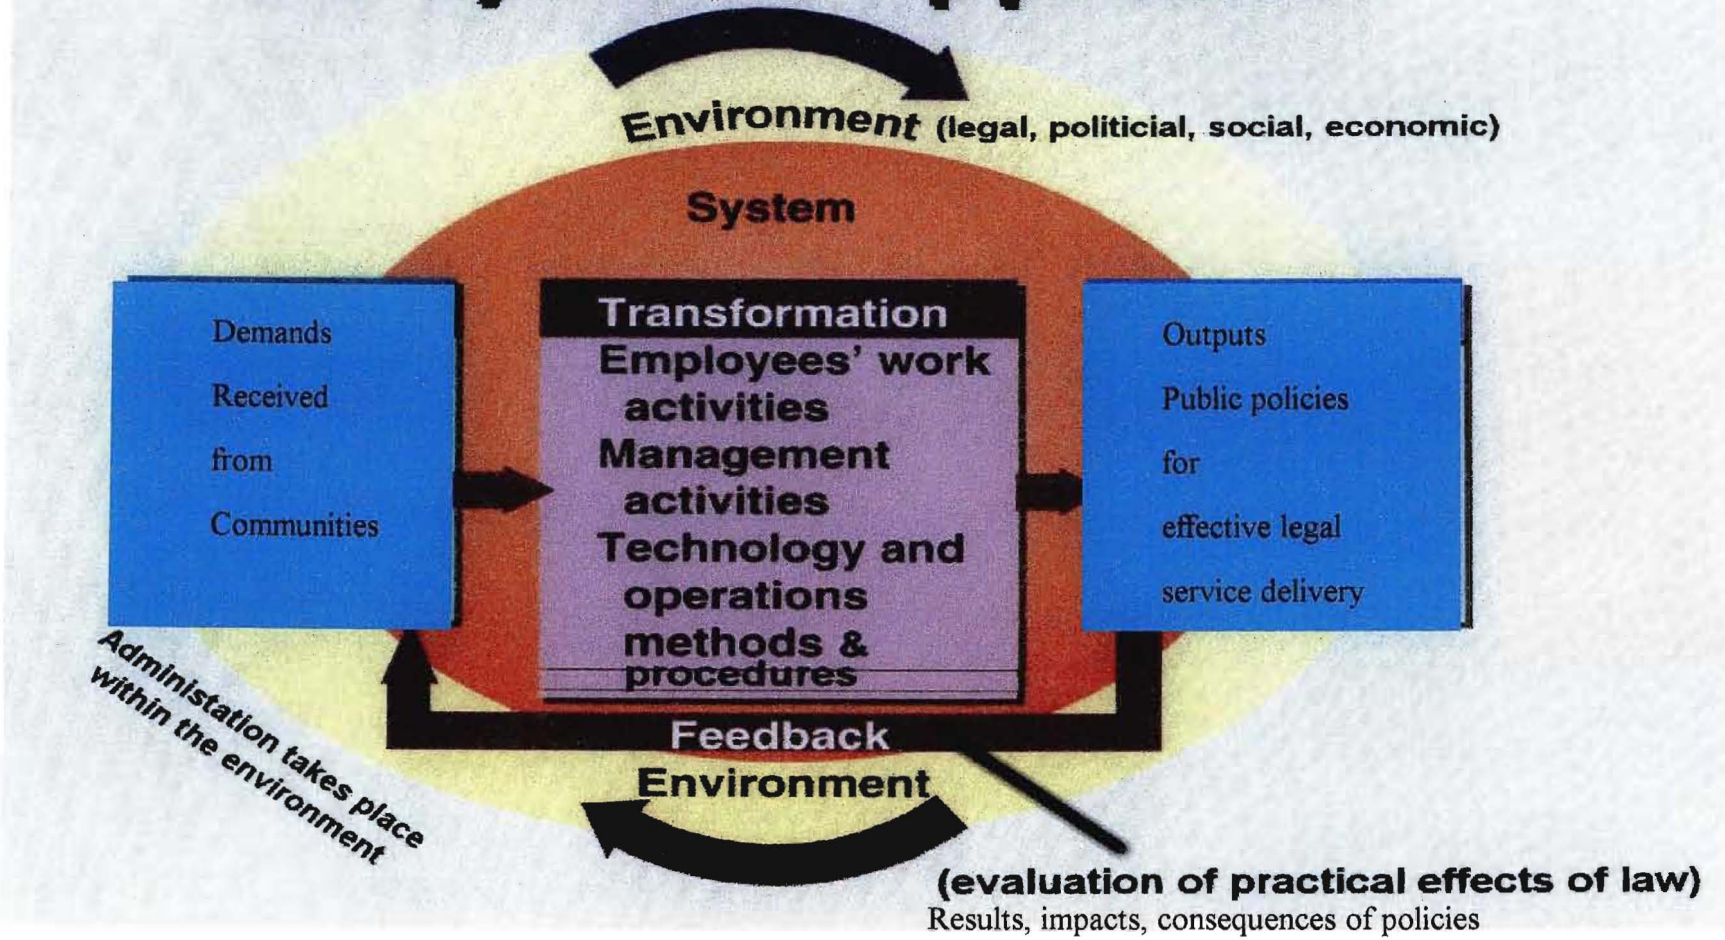 Environment (legal, politicial, social, economic)
System
Demands
Received
from
Communities
Transformation
Employees' work
activities
Management
activities
Technology and
operations
methods &
procedures
Outputs
Public policies
for
effective legal
service delivery
Administation takes place
within the environment
Feedback
Environment
(evaluation of practical effects of law)
Results, impacts, consequences of policies